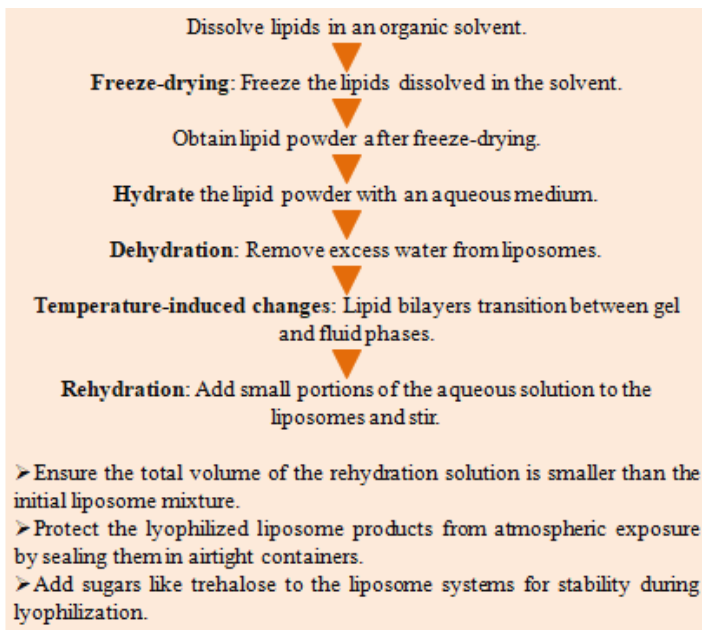 Dissolve lipids in an organic solvent.
Freeze-drying: Freeze the lipids dissolved in the solvent.
Obtain lipid powder after freeze-drying.
Hydrate the lipid powder with an aqueous medium.
Dehydration: Remove excess water from liposomes.
Temperature-induced changes: Lipid bilayers transition between gel
and fluid phases.
Rehydration: Add small portions of the aqueous solution to the
liposomes and stir.
➢Ensure the total volume of the rehydration solution is smaller than the
initial liposome mixture.
➢Protect the lyophilized liposome products from atmospheric exposure
by sealing them in airtight containers.
➢Add sugars like trehalose to the liposome systems for stability during
lyophilization.